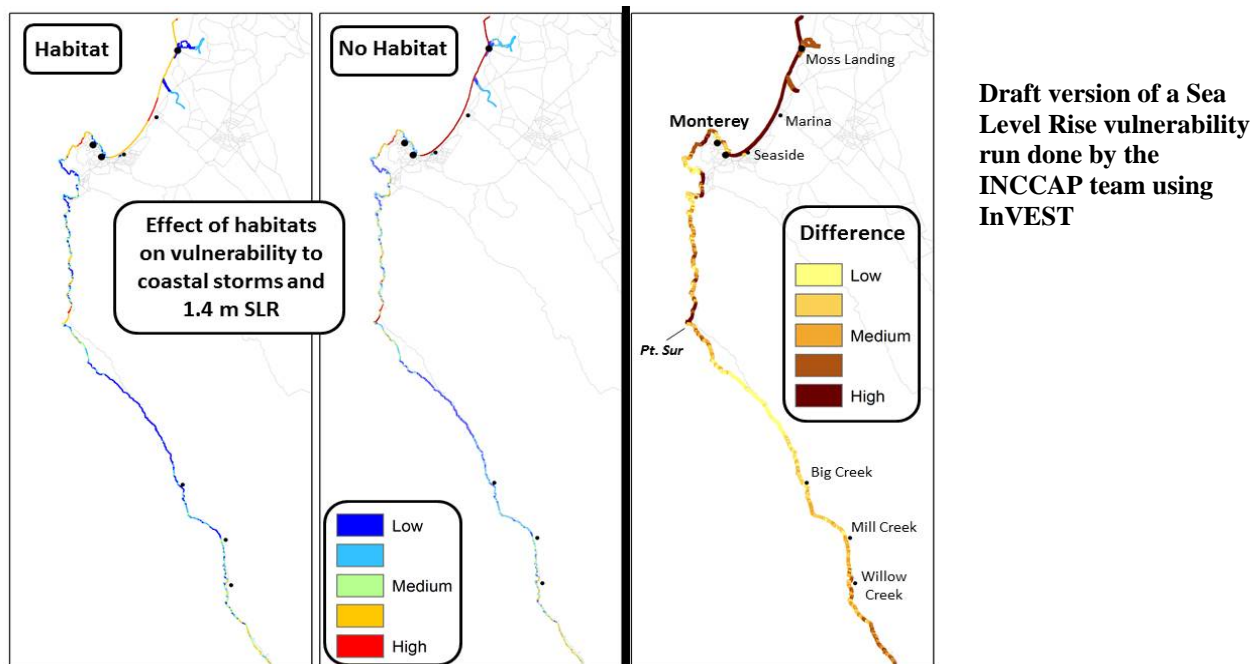 Habitat
No Habitat
Effect of habitats
on vulnerability to
coastal storms and
1.4 m SLR
Low
Medium
High
Moss Landing
Marina
Monterey
Seaside
Difference
Low
Medium
High
Pt. Sur
Big Creek
Mill Creek
Willow
Creek
Draft version of a Sea
Level Rise vulnerability
run done by the
INCCAP team using
InVEST